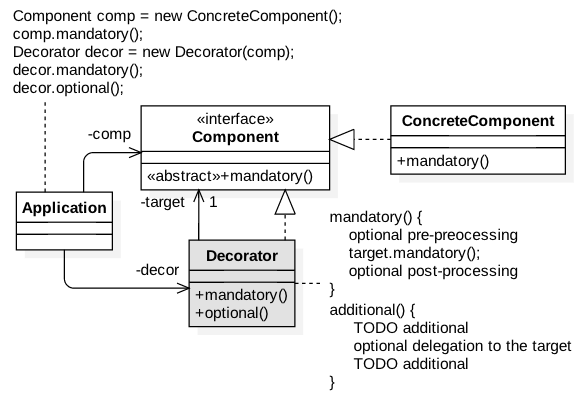 Component comp = new ConcreteComponent();
comp.mandatory();
Decorator decor = new Decorator(comp);
decor.mandatory();
decor.optional();
«interface»
Component
«abstract»+mandatory()
ConcreteComponent
+mandatory()
-comp
-target 1
Application
-decor
Decorator
+mandatory()
+optional()
mandatory() {
optional pre-preocessing
target.mandatory();
optional post-processing
}
additional() {
TODO additional
optional delegation to the target
TODO additional
}